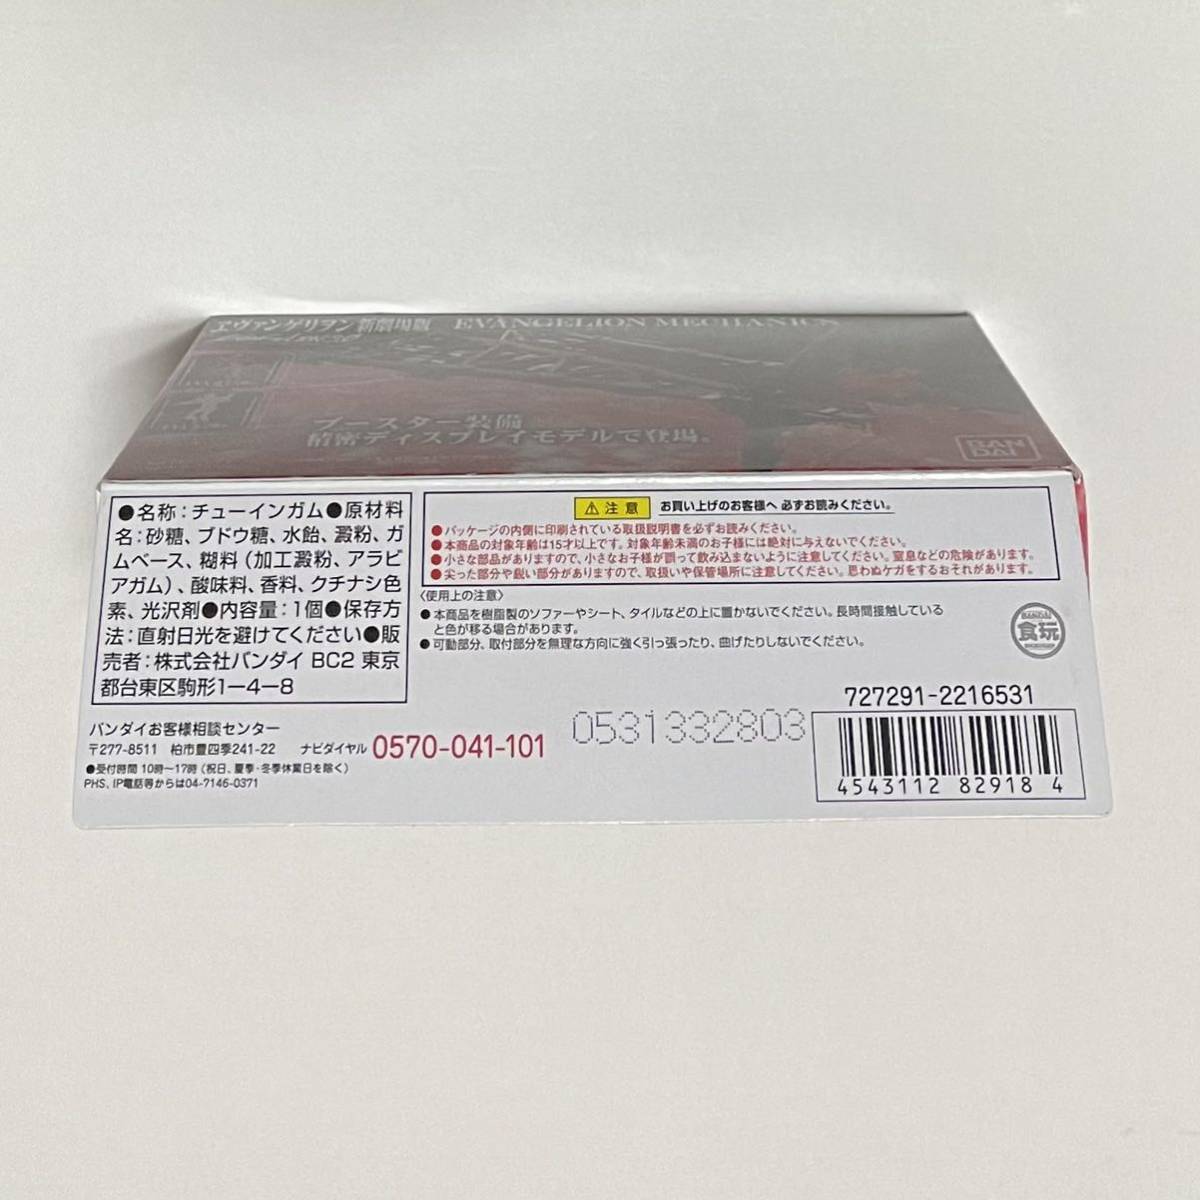 ヱヴァンゲリヲン新劇場版 EVANGELION MECHANICS
ブースター装備
精密ディスプレイモデルで登場。
BAN
DAI
●名称：チューインガム●原材料
名：砂糖、ブドウ糖、水飴、澱粉、ガ
ムベース、糊料（加工澱粉、アラビ
アガム）、酸味料、香料、クチナシ色
素、光沢剤●内容量：1個●保存方
法：直射日光を避けてください●販
売者：株式会社バンダイ BC2 東京
都台東区駒形1ー4ー8
⚠注意 お買い上げのお客様へ 必ずお読みください。
●パッケージの内側に印刷されている取扱説明書を必ずお読みください。
●本商品の対象年齢は15才以上です。対象年齢未満のお子様には絶対に与えないでください。
●小さな部品がありますので、小さなお子様が誤って飲み込まないように注意してください。窒息などの危険があります。
●尖った部分や鋭い部分がありますので、取扱いや保管場所に注意してください。思わぬケガをするおそれがあります。
〈使用上の注意〉
●本商品を樹脂製のソファーやシート、タイルなどの上に置かないでください。長時間接触している
と色が移る場合があります。
●可動部分、取付部分を無理な方向に強く引っ張ったり、曲げたりしないでください。
食玩
バンダイお客様相談センター
〒277-8511 柏市豊四季241-22 ナビダイヤル 0570-041-101
●受付時間 10時〜17時（祝日、夏季・冬季休業日を除く）
PHS、IP電話等からは04-7146-0371
0531332803
727291-2216531
4543112 829184